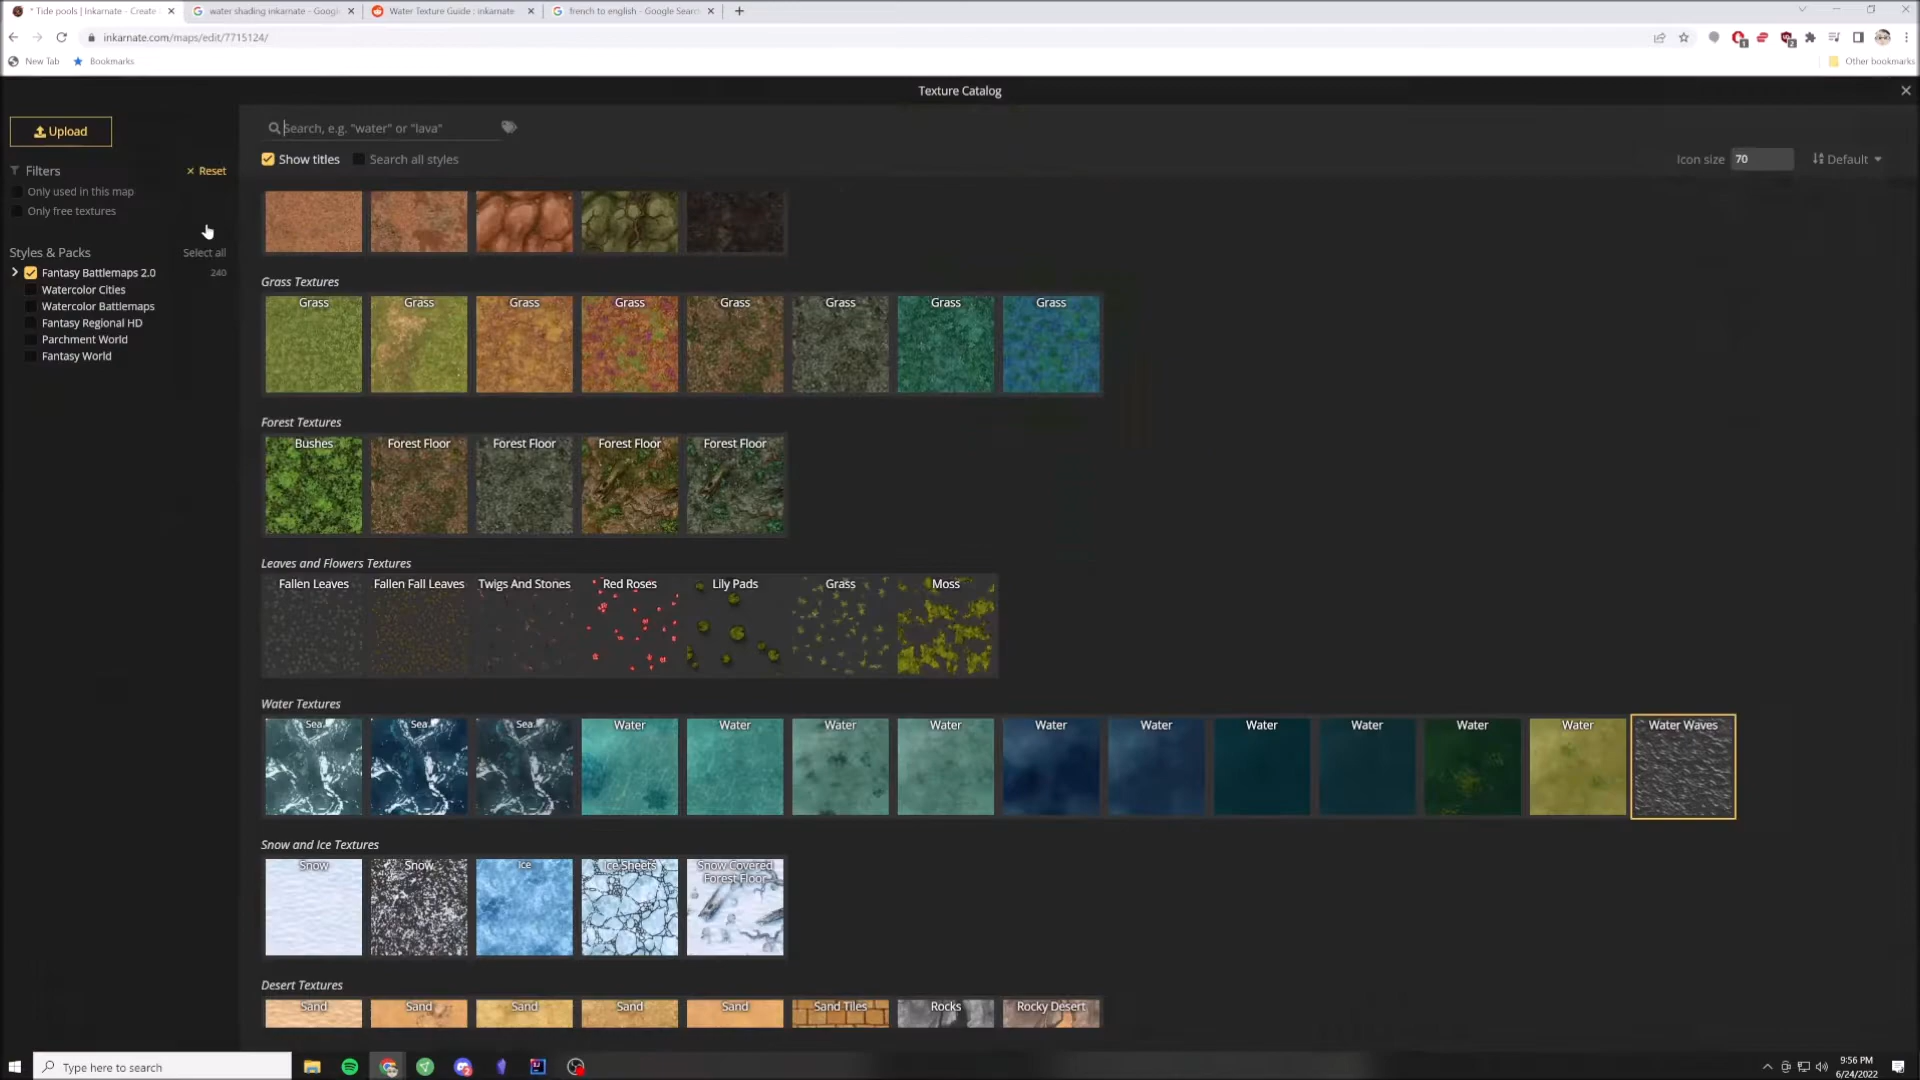 * Tide pools | Inkarnate - Create
water shading inkarnate - Googl
Water Texture Guide : inkarnate
french to english - Google Searc
inkarnate.com/maps/edit/7715124/
New Tab
Bookmarks
Other bookmarks
Texture Catalog
Upload
Search, e.g. "water" or "lava"
Show titles
Search all styles
Icon size
70
Default
Filters
Reset
Only used in this map
Only free textures
Styles & Packs
Select all
Fantasy Battlemaps 2.0
240
Watercolor Cities
Watercolor Battlemaps
Fantasy Regional HD
Parchment World
Fantasy World
Grass Textures
Grass
Grass
Grass
Grass
Grass
Grass
Grass
Grass
Forest Textures
Bushes
Forest Floor
Forest Floor
Forest Floor
Forest Floor
Leaves and Flowers Textures
Fallen Leaves
Fallen Fall Leaves
Twigs And Stones
Red Roses
Lily Pads
Grass
Moss
Water Textures
Sea
Sea
Sea
Water
Water
Water
Water
Water
Water
Water
Water
Water
Water
Water Waves
Snow and Ice Textures
Snow
Snow
Ice
Ice Sheets
Snow Covered
Forest Floor
Desert Textures
Sand
Sand
Sand
Sand
Sand
Sand Tiles
Rocks
Rocky Desert
Type here to search
9:56 PM
6/24/2022